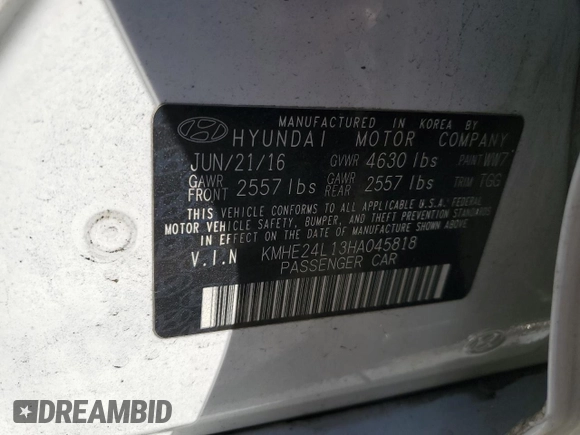 MANUFACTURED IN KOREA BY
HYUNDAI MOTOR COMPANY
JUN/21/16 GVWR 4630 lbs PAINT WW7
GAWR FRONT 2557 lbs GAWR REAR 2557 lbs TRIM TGG
THIS VEHICLE CONFORMS TO ALL APPLICABLE U.S.A. FEDERAL
MOTOR VEHICLE SAFETY, BUMPER, AND THEFT PREVENTION STANDARDS
IN EFFECT ON THE DATE OF MANUFACTURE SHOWN ABOVE.
V.I.N KMHE24L13HA045818
PASSENGER CAR
DREAMBID